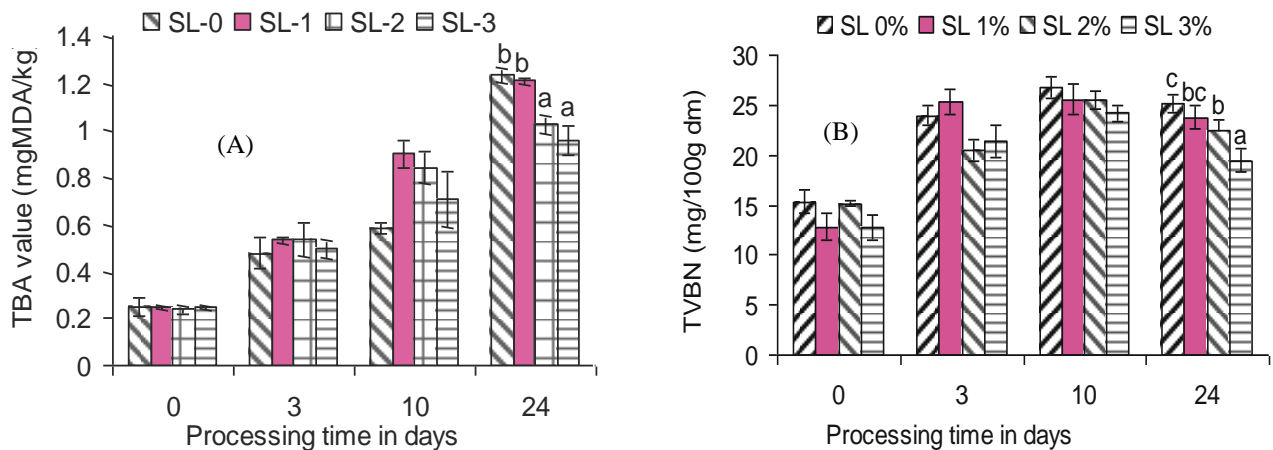 SL-0 SL-1 SL-2 SL-3
TBA value (mgMDA/kg)
1.4
1.2
1
0.8
0.6
0.4
0.2
0
(A)
b b a a
0 3 10 24
Processing time in days
SL 0% SL 1% SL 2% SL 3%
TVBN (mg/100g dm)
30
25
20
15
10
5
0
(B)
c bc b a
0 3 10 24
Processing time in days